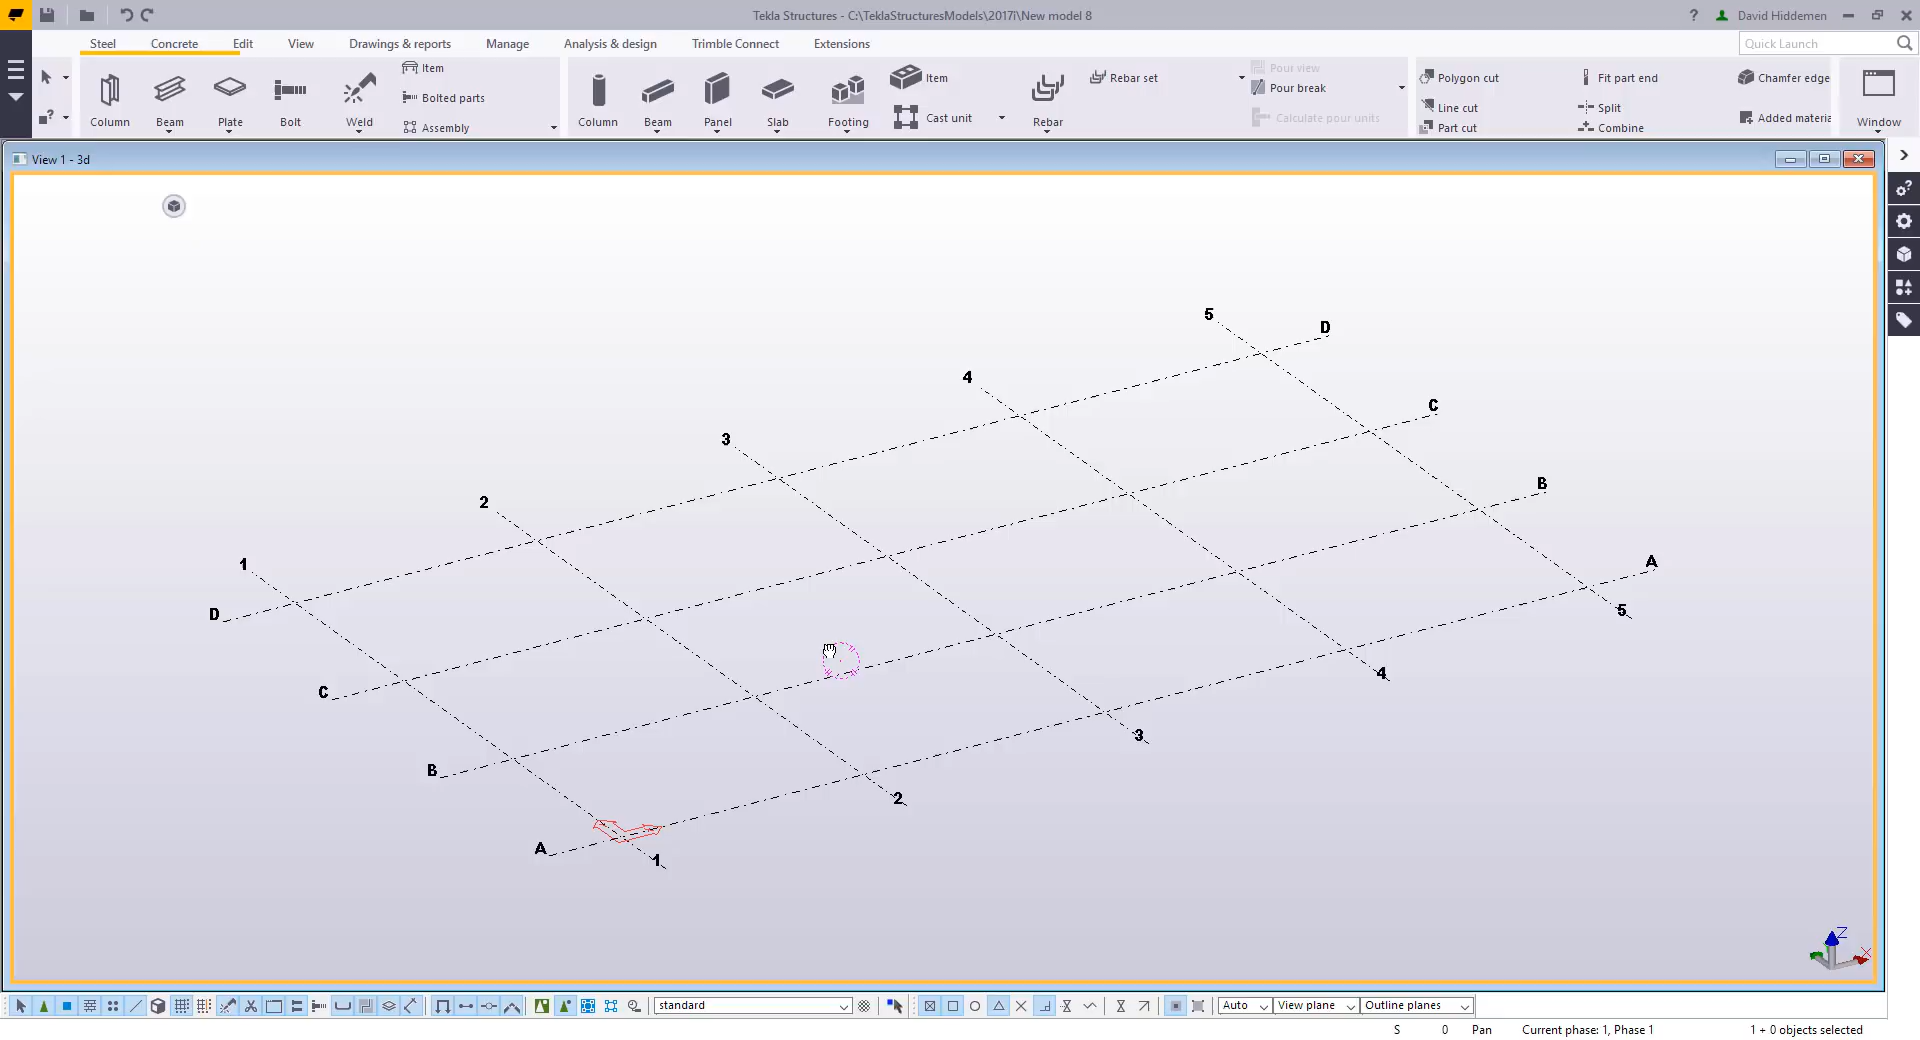 Tekla Structures - C:\TeklaStructuresModels\2017i\New model 8
? David Hiddemen
Steel Concrete Edit View Drawings & reports Manage Analysis & design Trimble Connect Extensions
Quick Launch
Column Beam Plate Bolt Weld
Item
Bolted parts
Assembly
Column Beam Panel Slab Footing
Item
Cast unit
Rebar
Rebar set
Pour view
Pour break
Calculate pour units
Polygon cut
Line cut
Part cut
Fit part end
Split
Combine
Chamfer edge
Added materia
Window
View 1 - 3d
5
D
4
C
3
B
2
A
1
5
D
4
C
3
B
2
A
1
Z
X
standard
Auto View plane Outline planes
S 0 Pan Current phase: 1, Phase 1 1 + 0 objects selected